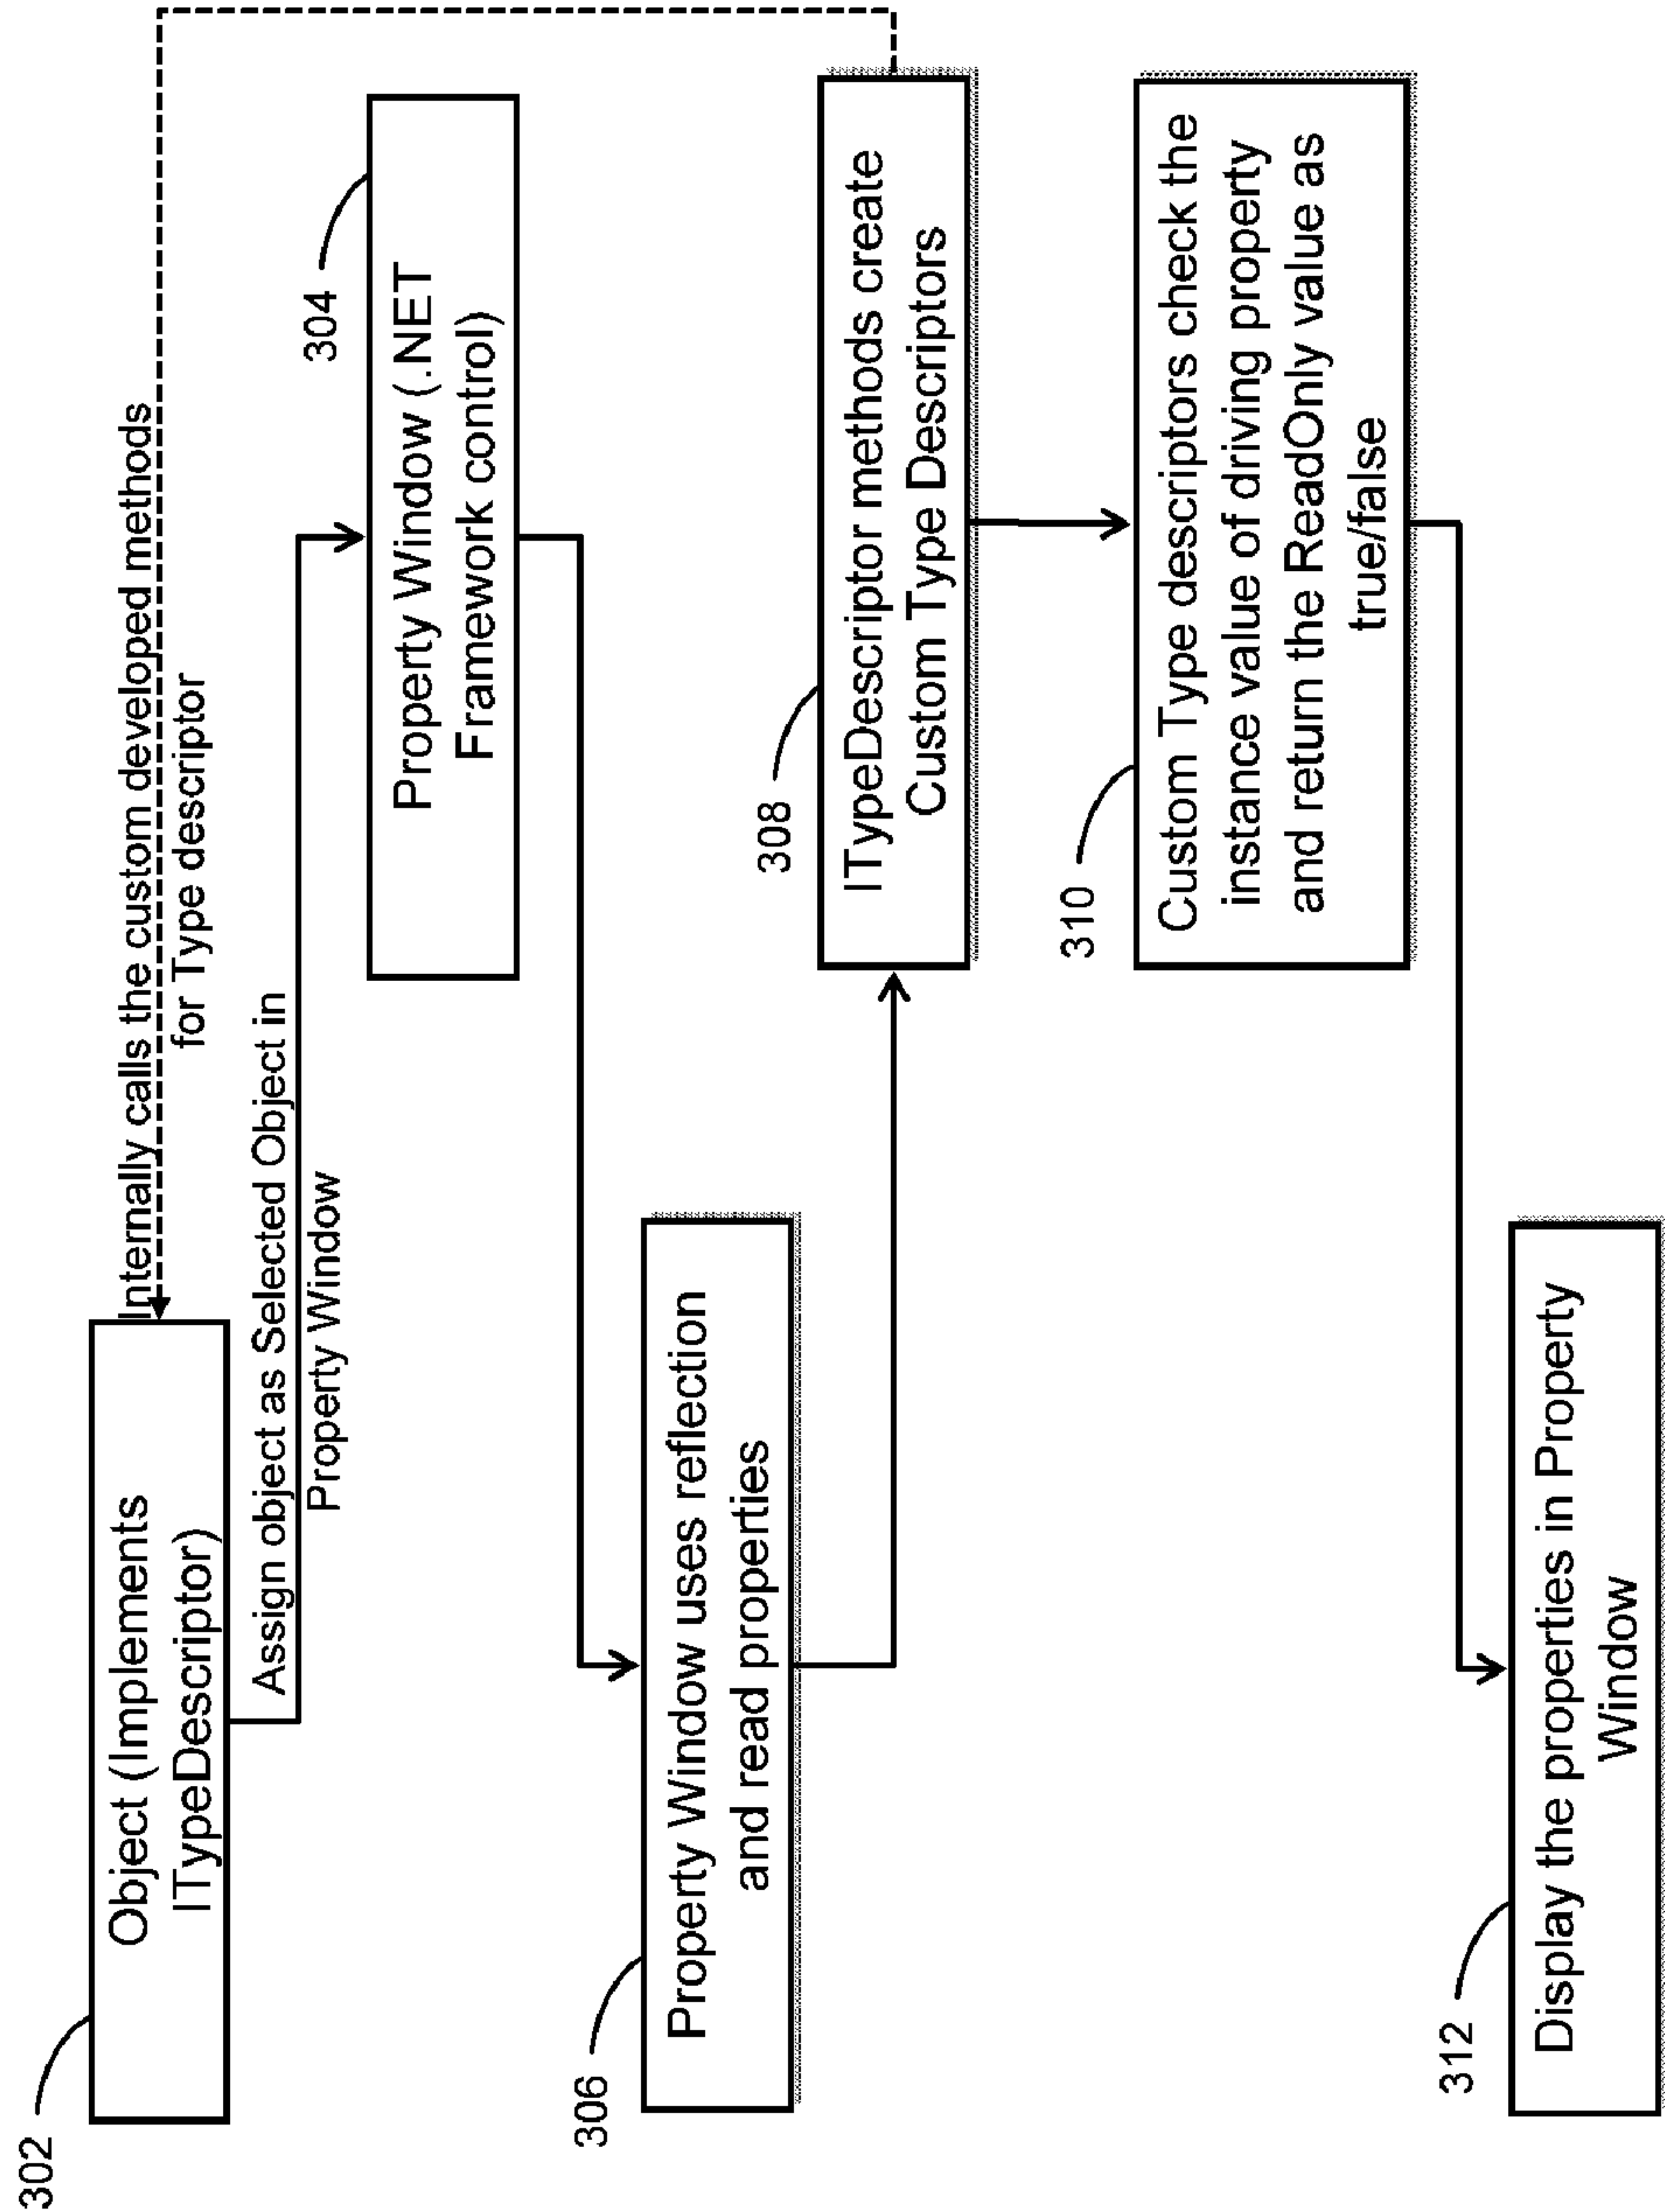 302
Object (Implements
ITypeDescriptor)
Internally calls the custom developed methods
for Type descriptor
Assign object as Selected Object in
Property Window
304
Property Window (.NET
Framework control)
306
Property Window uses reflection
and read properties
308
ITypeDescriptor methods create
Custom Type Descriptors
310
Custom Type descriptors check the
instance value of driving property
and return the ReadOnly value as
true/false
312
Display the properties in Property
Window